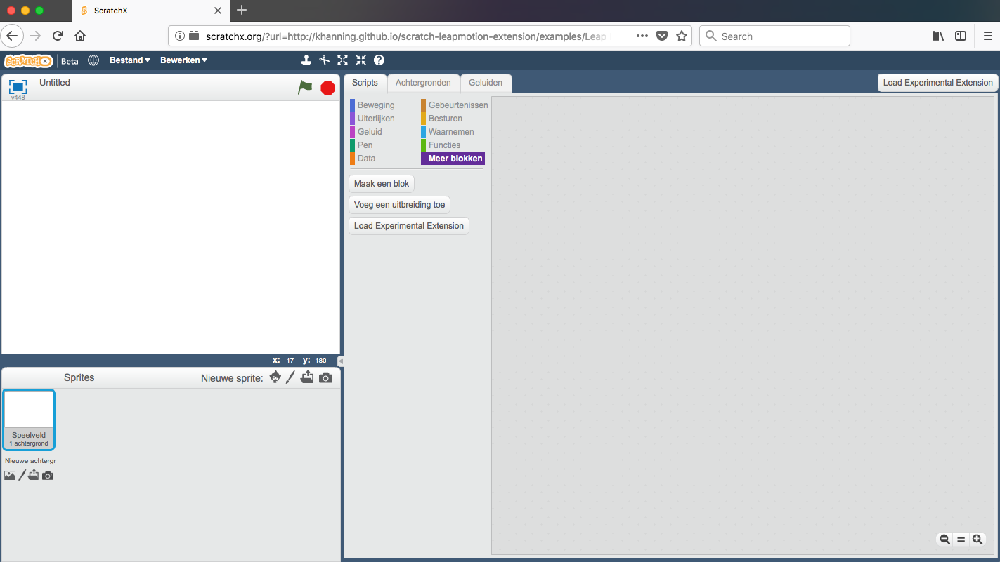 ScratchX
scratchx.org/?url=http://khanning.github.io/scratch-leapmotion-extension/examples/Leap
Search
SCRATCH X
Beta
Bestand
Bewerken
v448
Untitled
Scripts
Achtergronden
Geluiden
Load Experimental Extension
Beweging
Gebeurtenissen
Uiterlijken
Besturen
Geluid
Waarnemen
Pen
Functies
Data
Meer blokken
Maak een blok
Voeg een uitbreiding toe
Load Experimental Extension
x: -17 y: 180
Sprites
Nieuwe sprite:
Speelveld
1 achtergrond
Nieuwe achtergr